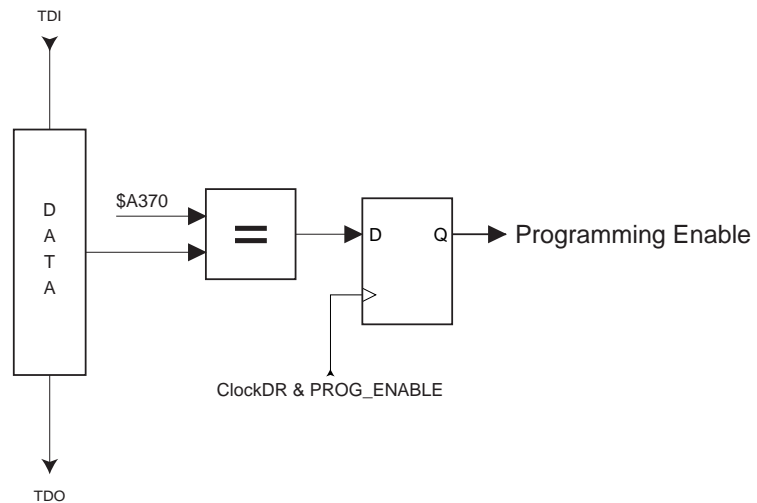 TDI
D
A
T
A
$A370
=
D
Q
Programming Enable
ClockDR & PROG_ENABLE
TDO